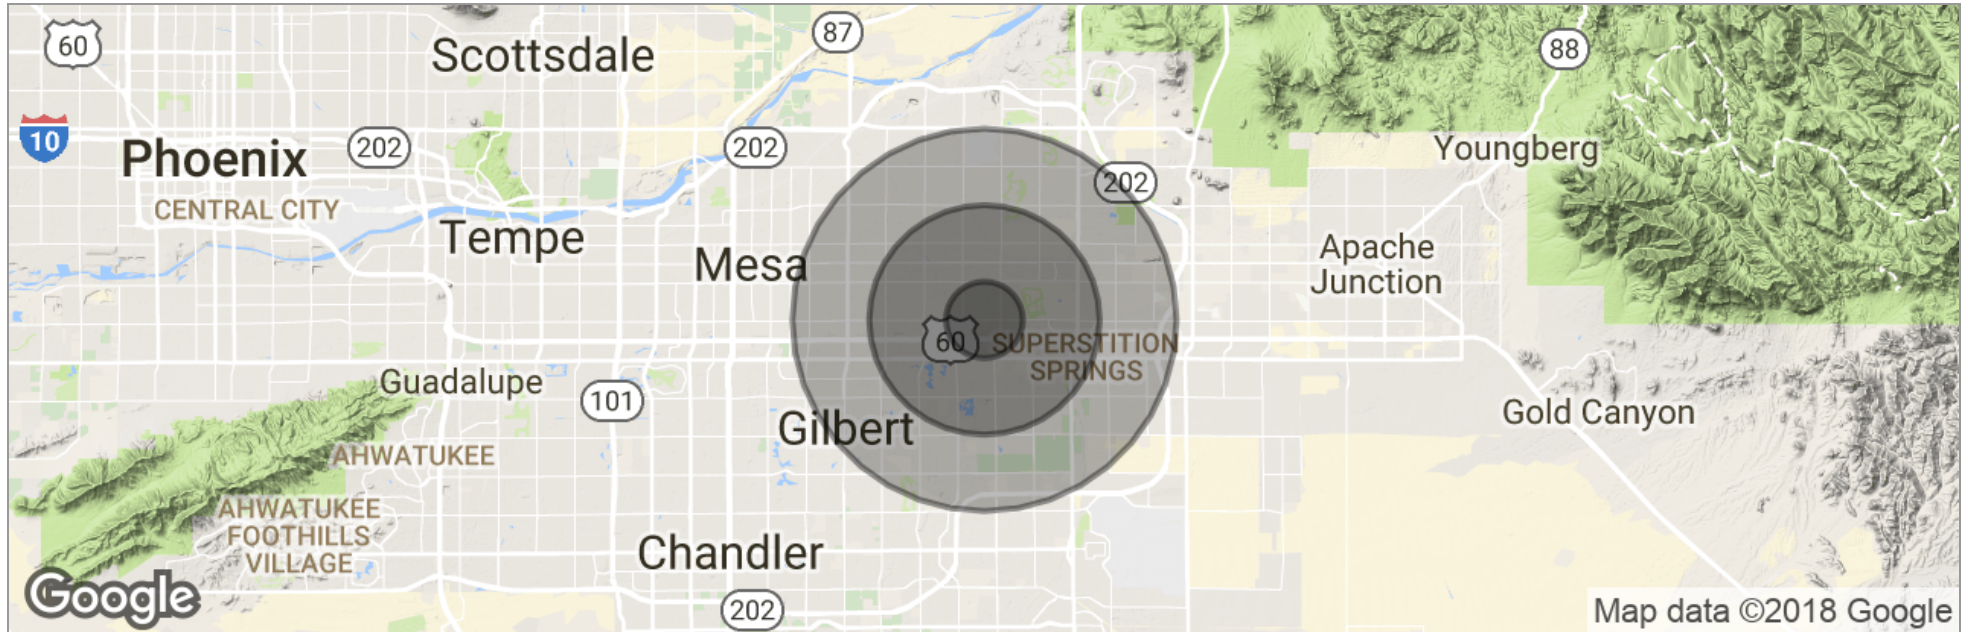 60
Scottsdale
87
88
10
Phoenix
202
202
Youngberg
202
CENTRAL CITY
Tempe
Mesa
Apache
Junction
60
SUPERSTITION
SPRINGS
Guadalupe
101
Gilbert
Gold Canyon
AHWATUKEE
AHWATUKEE
FOOTHILLS
VILLAGE
Chandler
202
Google
Map data ©2018 Google